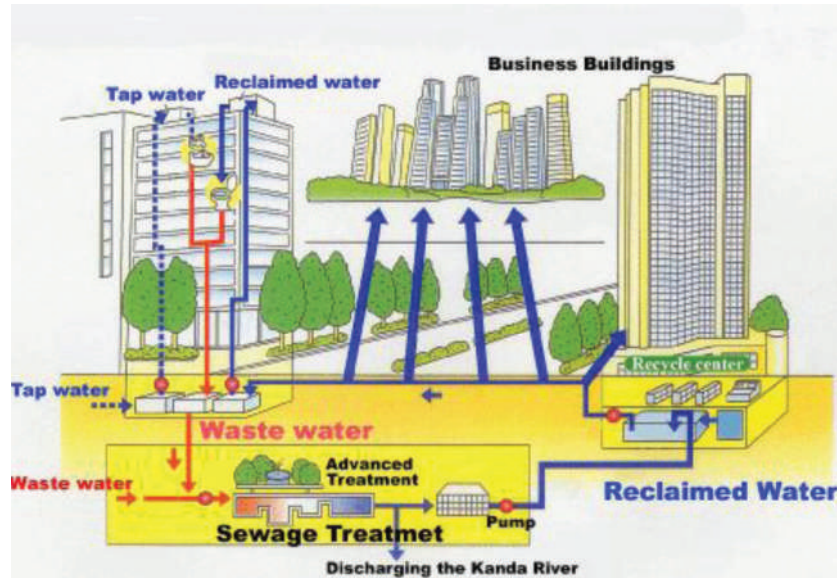 Business Buildings
Tap water
Reclaimed water
Recycle center
Tap water
Waste water
Advanced
Treatment
Waste water
Reclaimed Water
Pump
Sewage Treatmet
Discharging the Kanda River